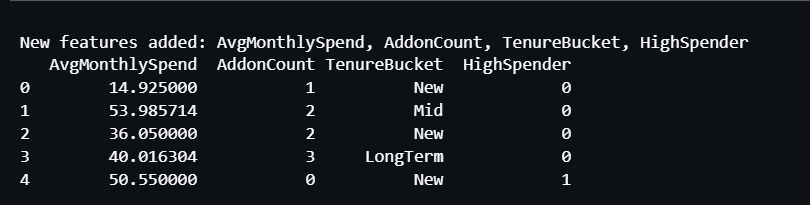 New features added: AvgMonthlySpend, AddonCount, TenureBucket, HighSpender
AvgMonthlySpend AddonCount TenureBucket HighSpender
0 14.925000 1 New 0
1 53.985714 2 Mid 0
2 36.050000 2 New 0
3 40.016304 3 LongTerm 0
4 50.550000 0 New 1